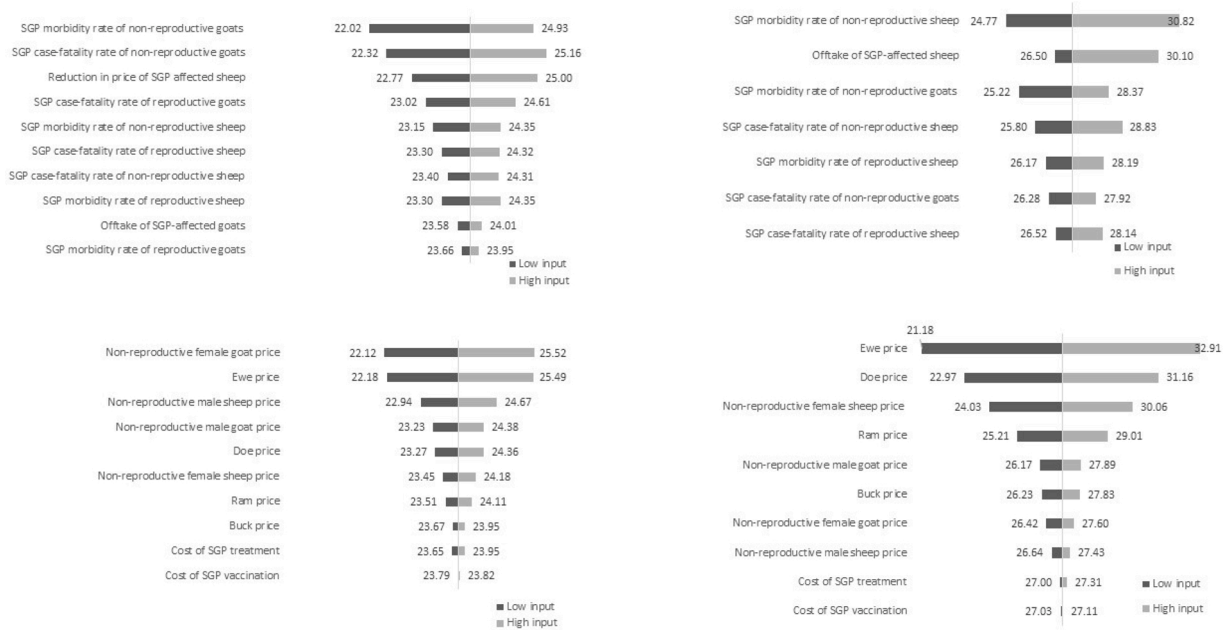 SGP morbidity rate of non-reproductive goats 22.02 24.93
SGP case-fatality rate of non-reproductive goats 22.32 25.16
Reduction in price of SGP affected sheep 22.77 25.00
SGP case-fatality rate of reproductive goats 23.02 24.61
SGP morbidity rate of non-reproductive sheep 23.15 24.35
SGP case-fatality rate of reproductive sheep 23.30 24.32
SGP case-fatality rate of non-reproductive sheep 23.40 24.31
SGP morbidity rate of reproductive sheep 23.30 24.35
Offtake of SGP-affected goats 23.58 24.01
SGP morbidity rate of reproductive goats 23.66 23.95
Low input
High input
SGP morbidity rate of non-reproductive sheep 24.77 30.82
Offtake of SGP-affected sheep 26.50 30.10
SGP morbidity rate of non-reproductive goats 25.22 28.37
SGP case-fatality rate of non-reproductive sheep 25.80 28.83
SGP morbidity rate of reproductive sheep 26.17 28.19
SGP case-fatality rate of non-reproductive goats 26.28 27.92
SGP case-fatality rate of reproductive sheep 26.52 28.14
Low input
High input
Non-reproductive female goat price 22.12 25.52
Ewe price 22.18 25.49
Non-reproductive male sheep price 22.94 24.67
Non-reproductive male goat price 23.23 24.38
Doe price 23.27 24.36
Non-reproductive female sheep price 23.45 24.18
Ram price 23.51 24.11
Buck price 23.67 23.95
Cost of SGP treatment 23.65 23.95
Cost of SGP vaccination 23.79 23.82
Low input
High input
21.18
Ewe price 32.91
Doe price 22.97 31.16
Non-reproductive female sheep price 24.03 30.06
Ram price 25.21 29.01
Non-reproductive male goat price 26.17 27.89
Buck price 26.23 27.83
Non-reproductive female goat price 26.42 27.60
Non-reproductive male sheep price 26.64 27.43
Cost of SGP treatment 27.00 27.31
Cost of SGP vaccination 27.03 27.11
Low input
High input